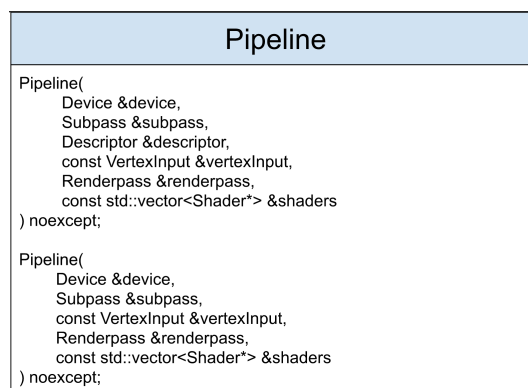 Pipeline
Pipeline(
Device &device,
Subpass &subpass,
Descriptor &descriptor,
const VertexInput &vertexInput,
Renderpass &renderpass,
const std::vector<Shader*> &shaders
) noexcept;
Pipeline(
Device &device,
Subpass &subpass,
const VertexInput &vertexInput,
Renderpass &renderpass,
const std::vector<Shader*> &shaders
) noexcept;